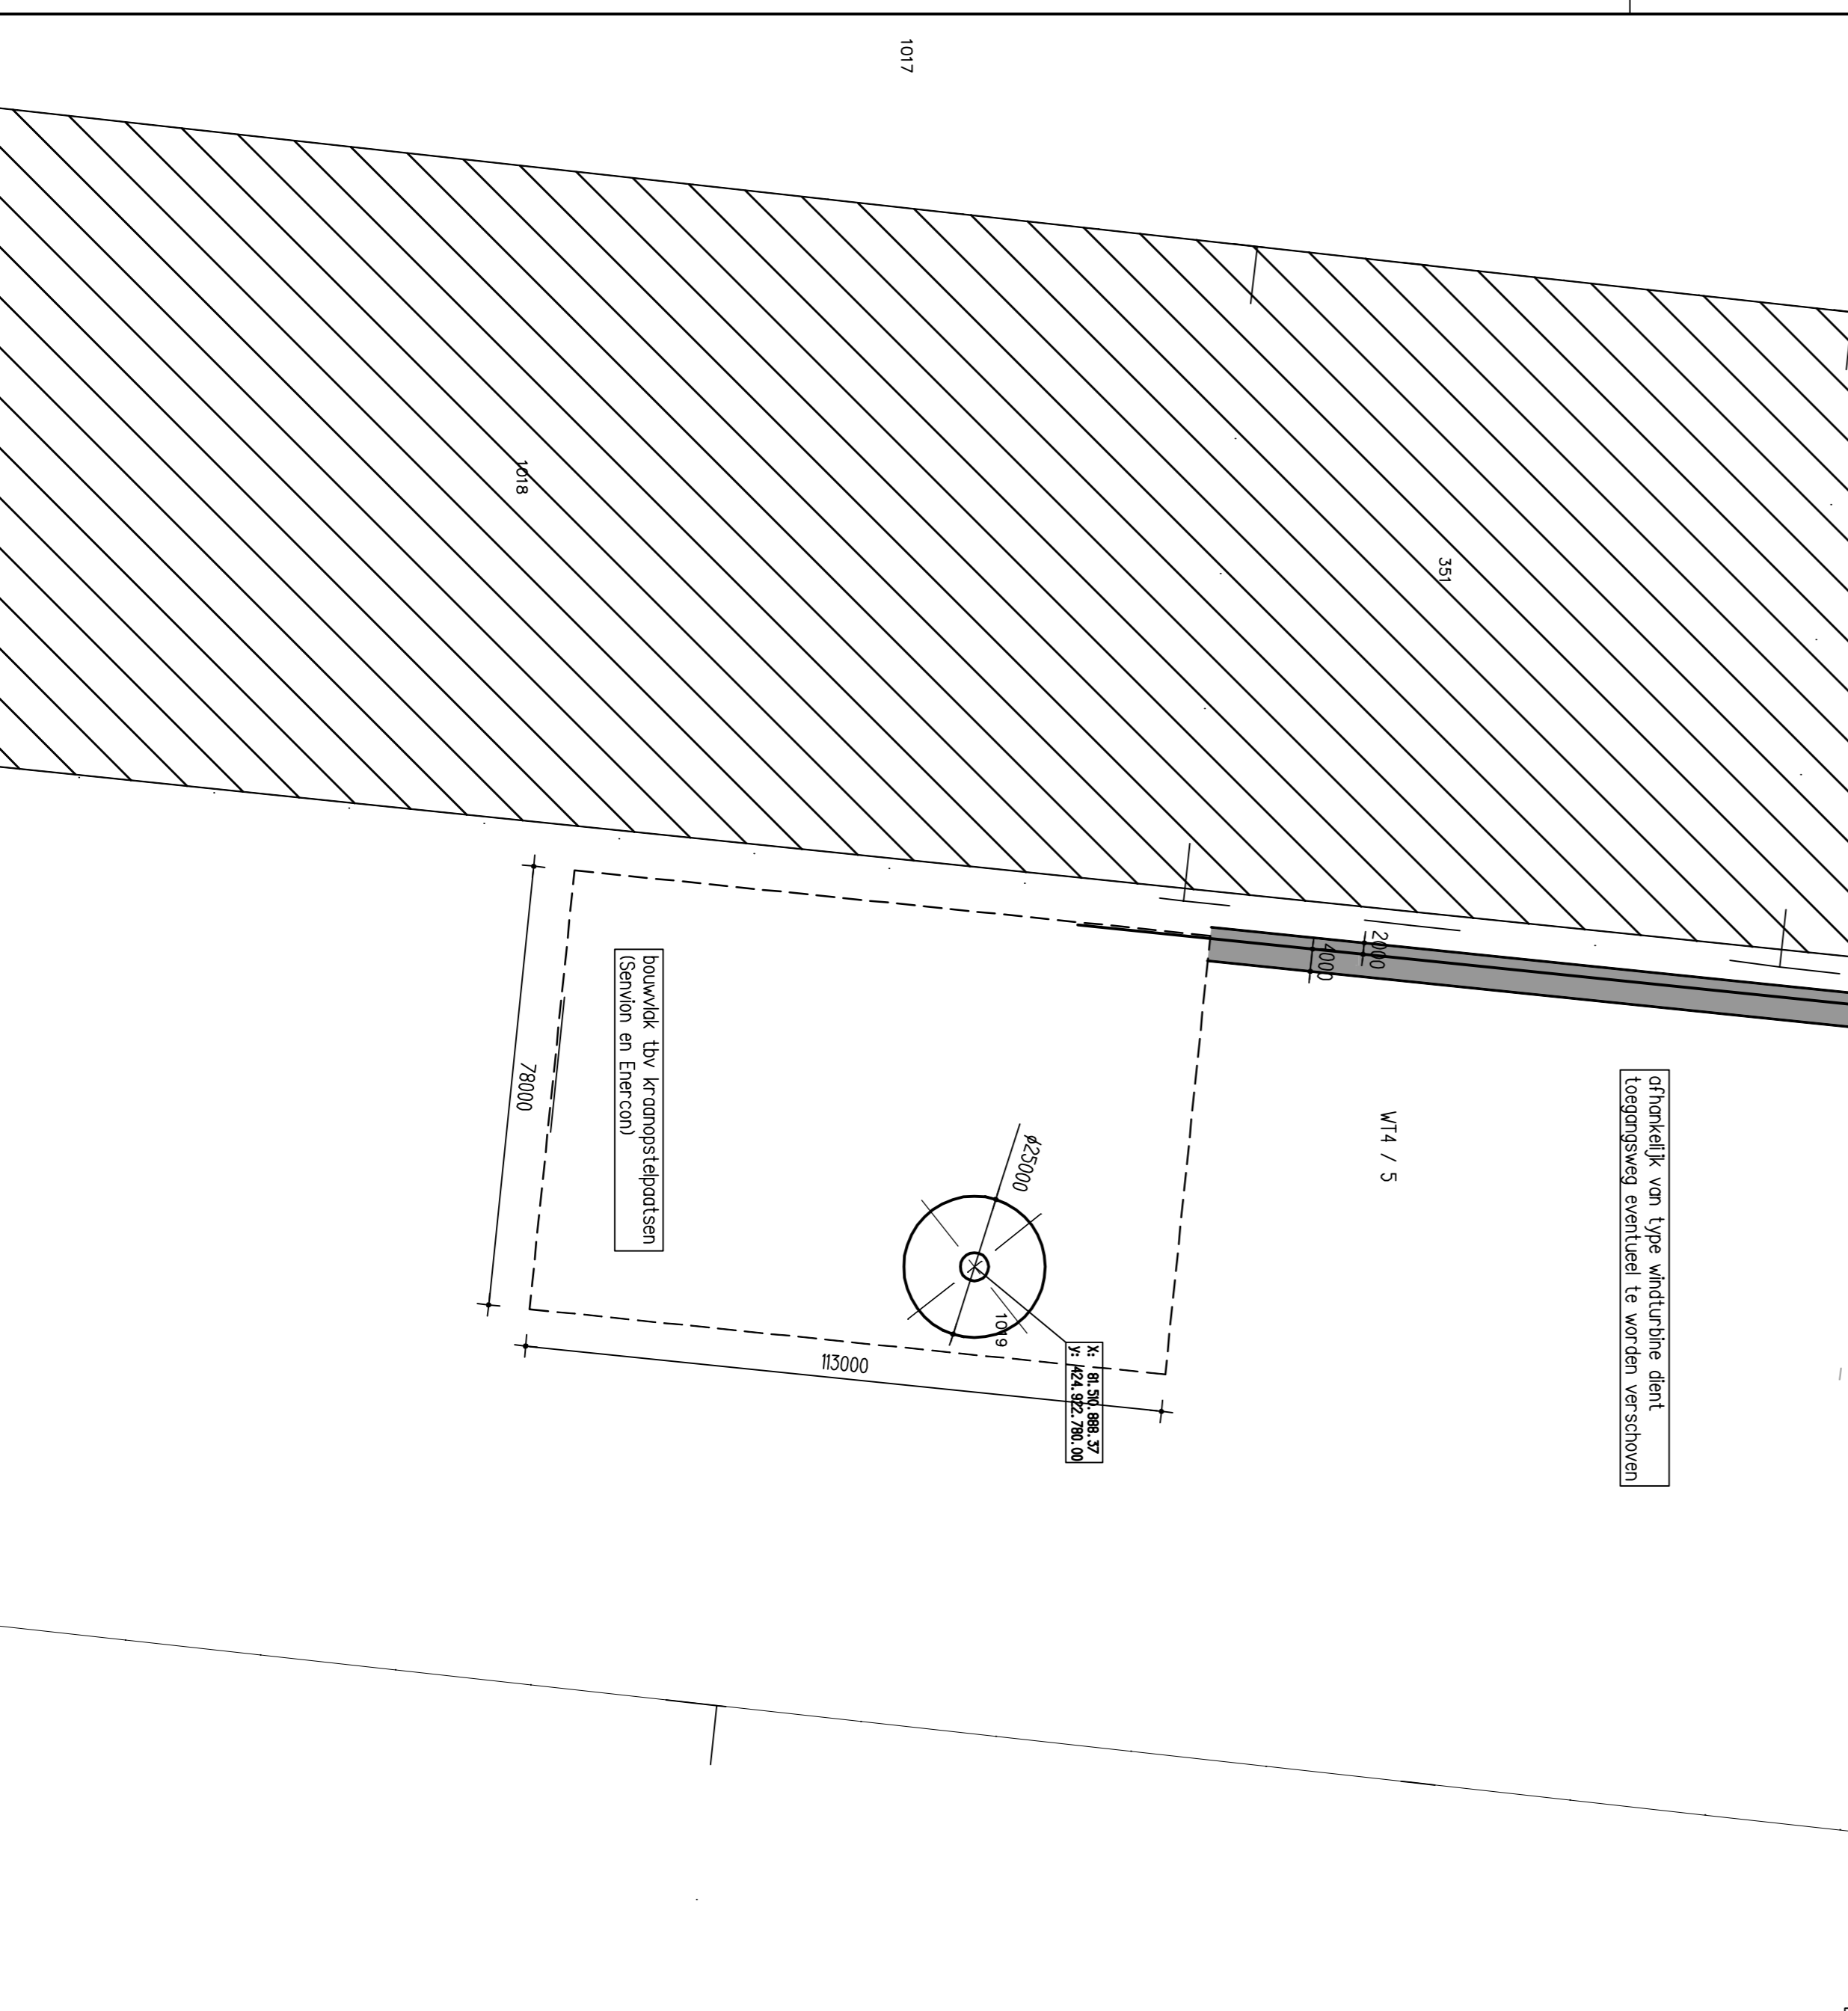 1017
1018
351
2000
4000
afhankelijk van type windturbine dient
toegangsweg eventueel te worden verschoven
WT4 / 5
bouwvlak tbv kraanopstelpaatsen
(Senvion en Enercon)
78000
ø25000
1019
X: 81.510.888.37
y: 424.922.780.00
113000